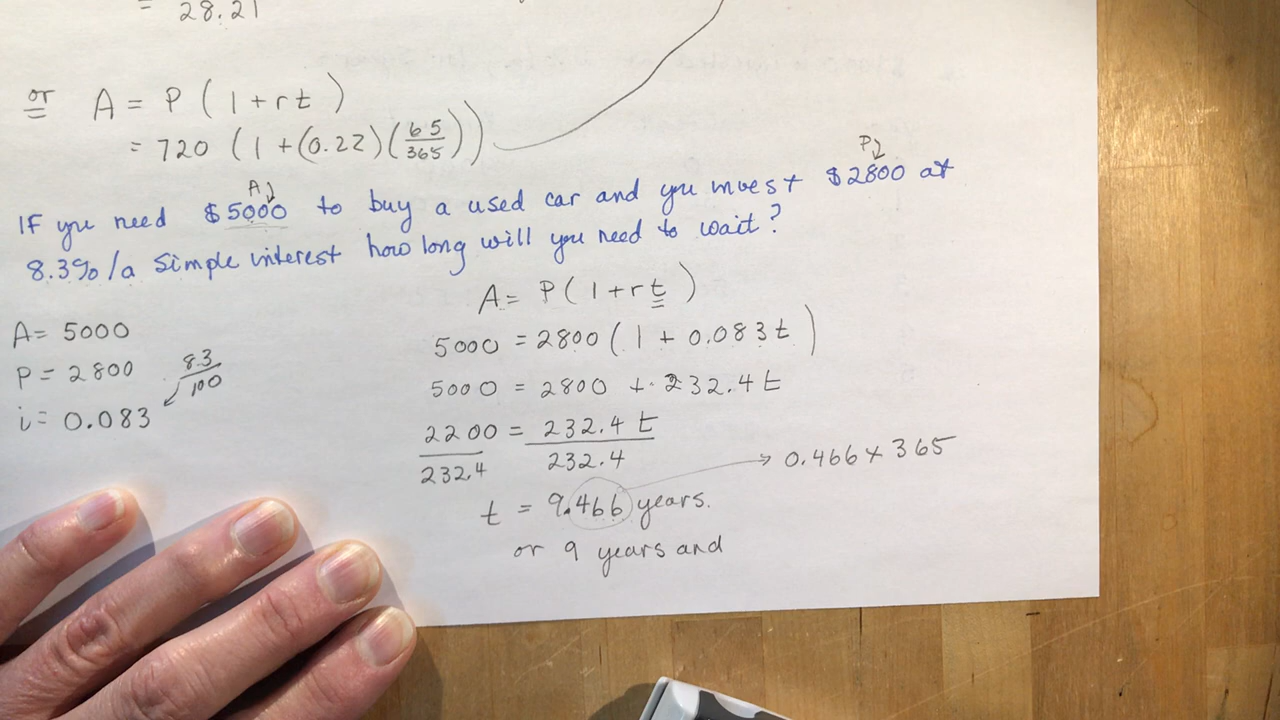 = 28.21
or A = P (1 + rt)
= 720 (1 + (0.22)(65/365))
A P
If you need $5000 to buy a used car and you invest $2800 at
8.3%/a simple interest how long will you need to wait?
A = P(1 + rt)
A = 5000
5000 = 2800 (1 + 0.083t)
P = 2800 8.3/100
5000 = 2800 + 232.4t
i = 0.083
2200/232.4 = 232.4t/232.4
0.466 x 365
t = 9.466 years.
or 9 years and